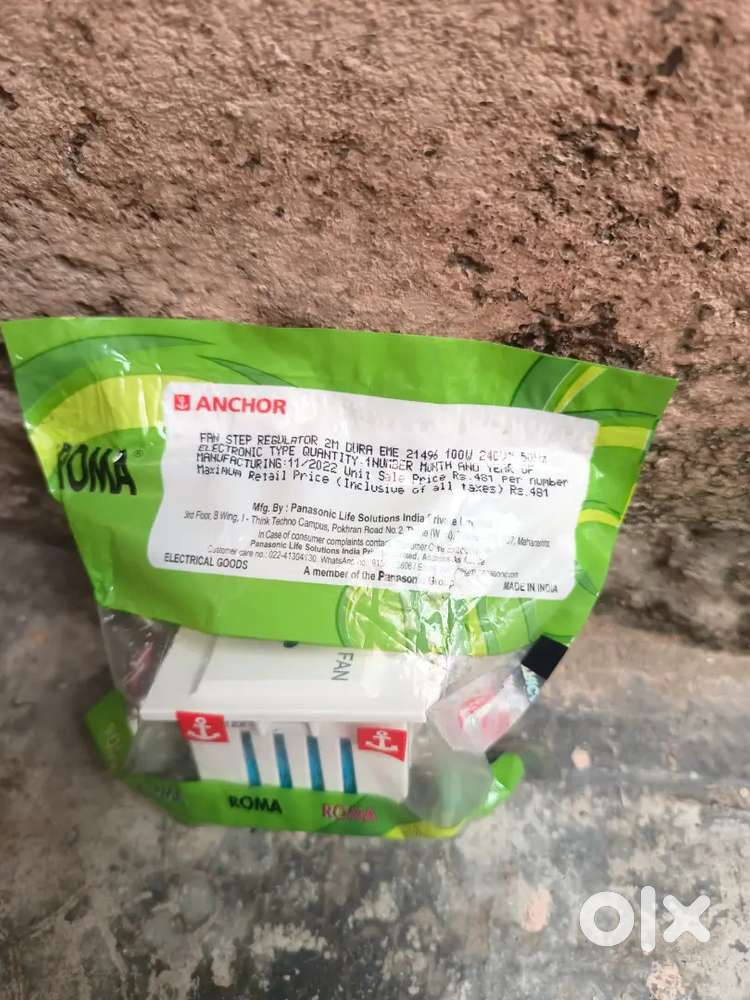 ANCHOR
ROMA®
FAN STEP REGULATOR 2M DURA EME 21496 100W 240V~ 50Hz
ELECTRONIC TYPE QUANTITY:1NUMBER MONTH AND YEAR OF
MANUFACTURING:11/2022 Unit Sale Price Rs.481 per number
Maximum Retail Price (Inclusive of all taxes) Rs.481
Mfg. By : Panasonic Life Solutions India Private
3rd Floor, B Wing, I - Think Techno Campus, Pokhran Road No.2, Maharashtra
In Case of consumer complaints contact
Panasonic Life Solutions India
Customer care no.: 022-41304130 WhatsApp no.
A member of the Panasonic Group
ELECTRICAL GOODS
MADE IN INDIA
FAN
ROMA
ROMA
olx